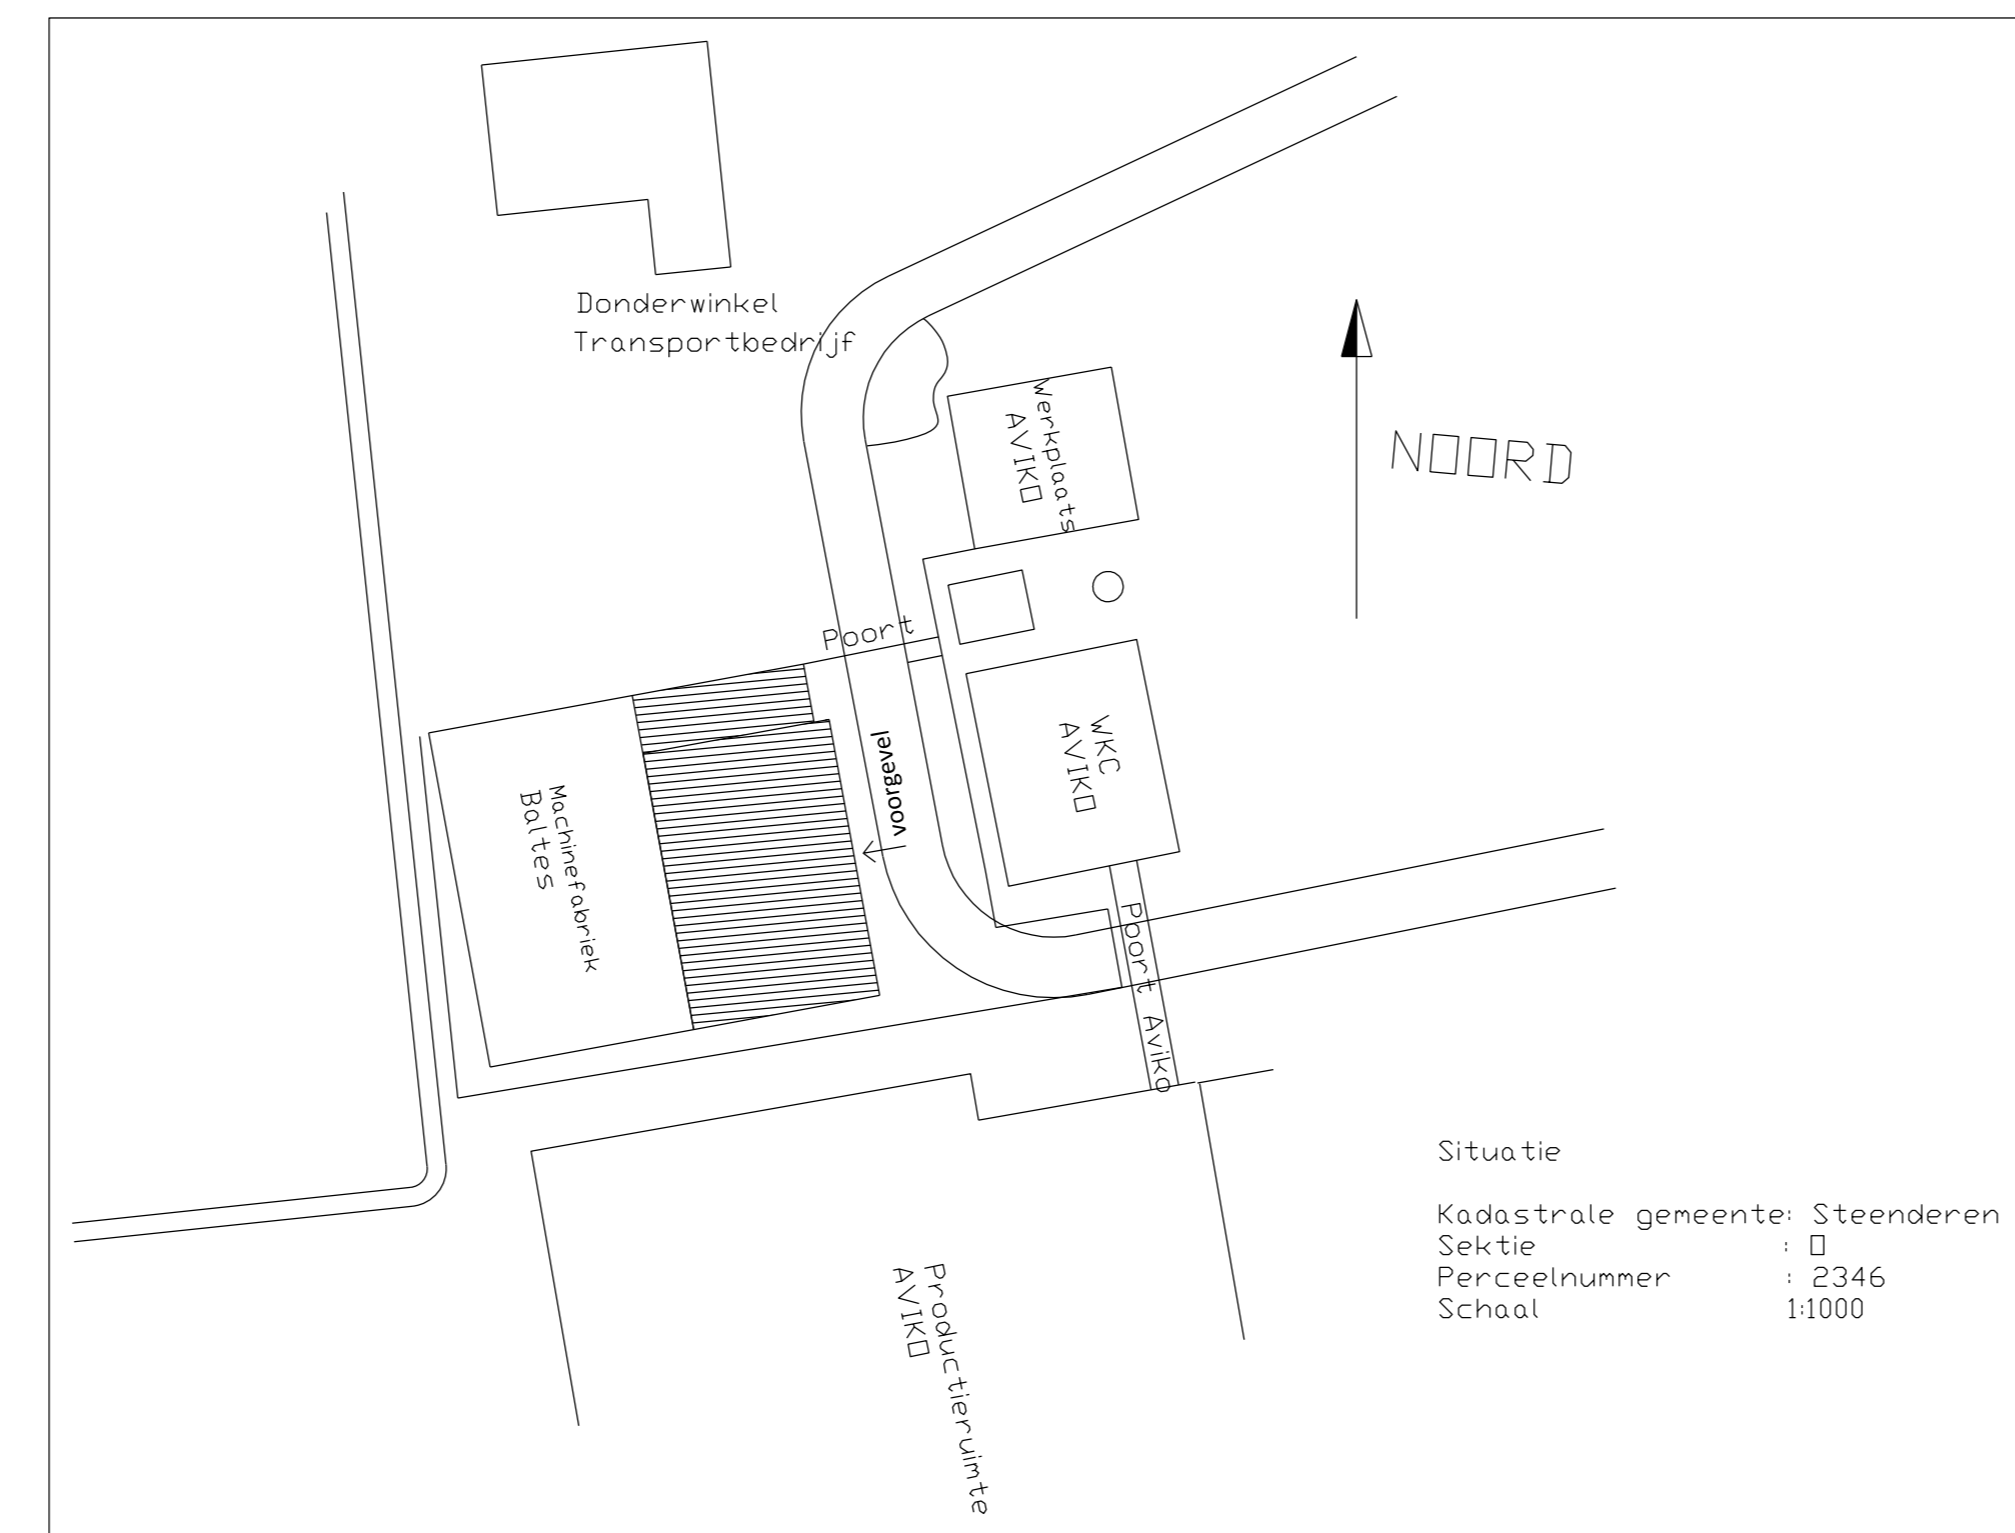 Donderwinkel
Transportbedrijf
Werkplaats
AVIKO
NOORD
Poort
voorgevel
WKC
AVIKO
Machinefabriek
Baltes
Poort Aviko
Productieruimte
AVIKO
Situatie
Kadastrale gemeente: Steenderen
Sektie : O
Perceelnummer : 2346
Schaal 1:1000